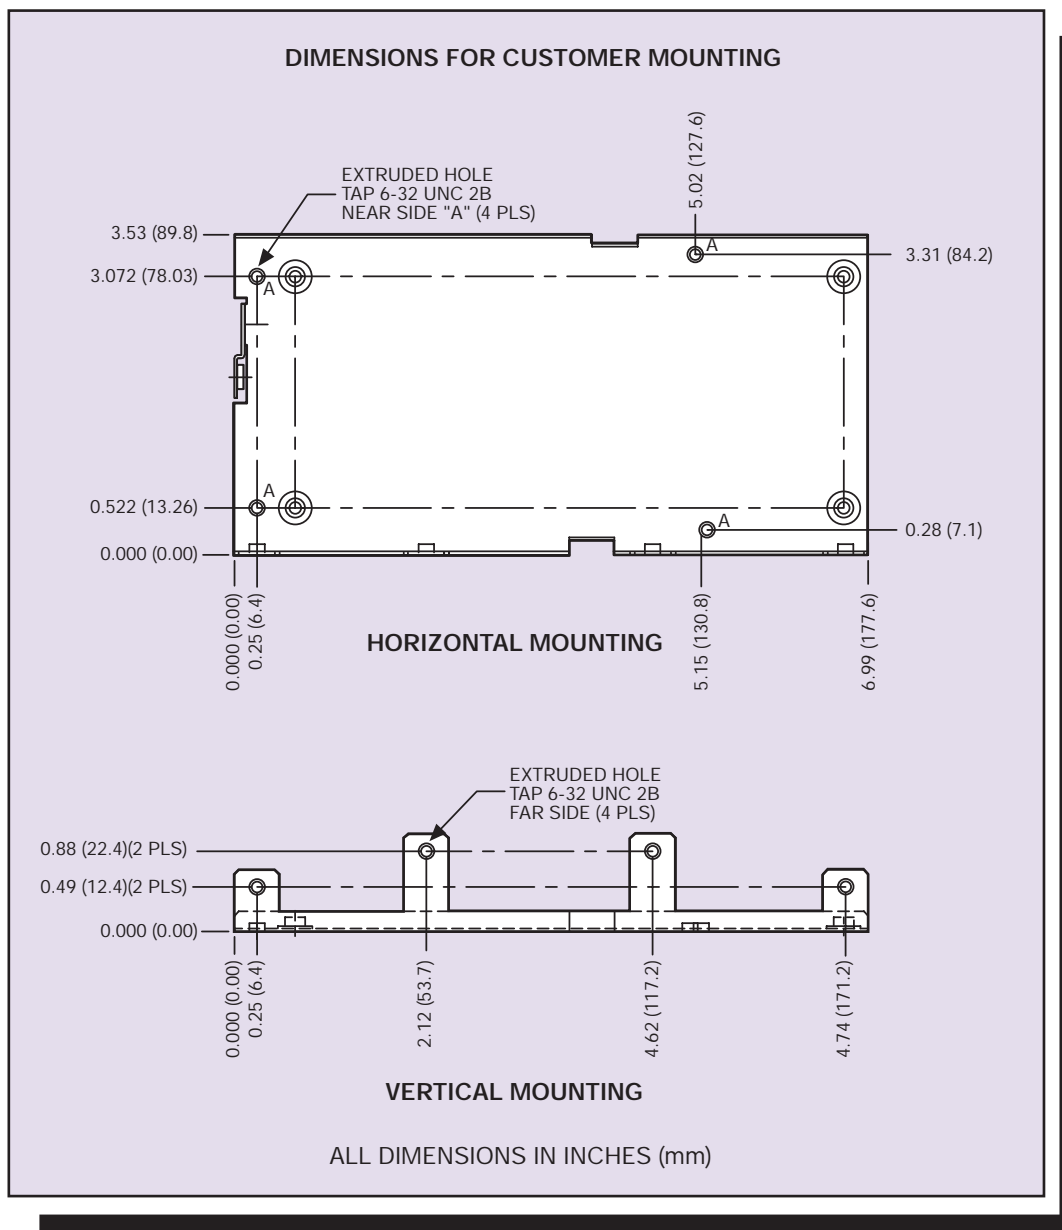 DIMENSIONS FOR CUSTOMER MOUNTING
5.02 (127.6)
EXTRUDED HOLE
TAP 6-32 UNC 2B
NEAR SIDE "A" (4 PLS)
3.53 (89.8)
A
3.31 (84.2)
3.072 (78.03)
A
A
0.522 (13.26)
A
0.28 (7.1)
0.000 (0.00)
0.000 (0.00)
0.25 (6.4)
5.15 (130.8)
6.99 (177.6)
HORIZONTAL MOUNTING
EXTRUDED HOLE
TAP 6-32 UNC 2B
FAR SIDE (4 PLS)
0.88 (22.4)(2 PLS)
0.49 (12.4)(2 PLS)
0.000 (0.00)
0.000 (0.00)
0.25 (6.4)
2.12 (53.7)
4.62 (117.2)
4.74 (171.2)
VERTICAL MOUNTING
ALL DIMENSIONS IN INCHES (mm)